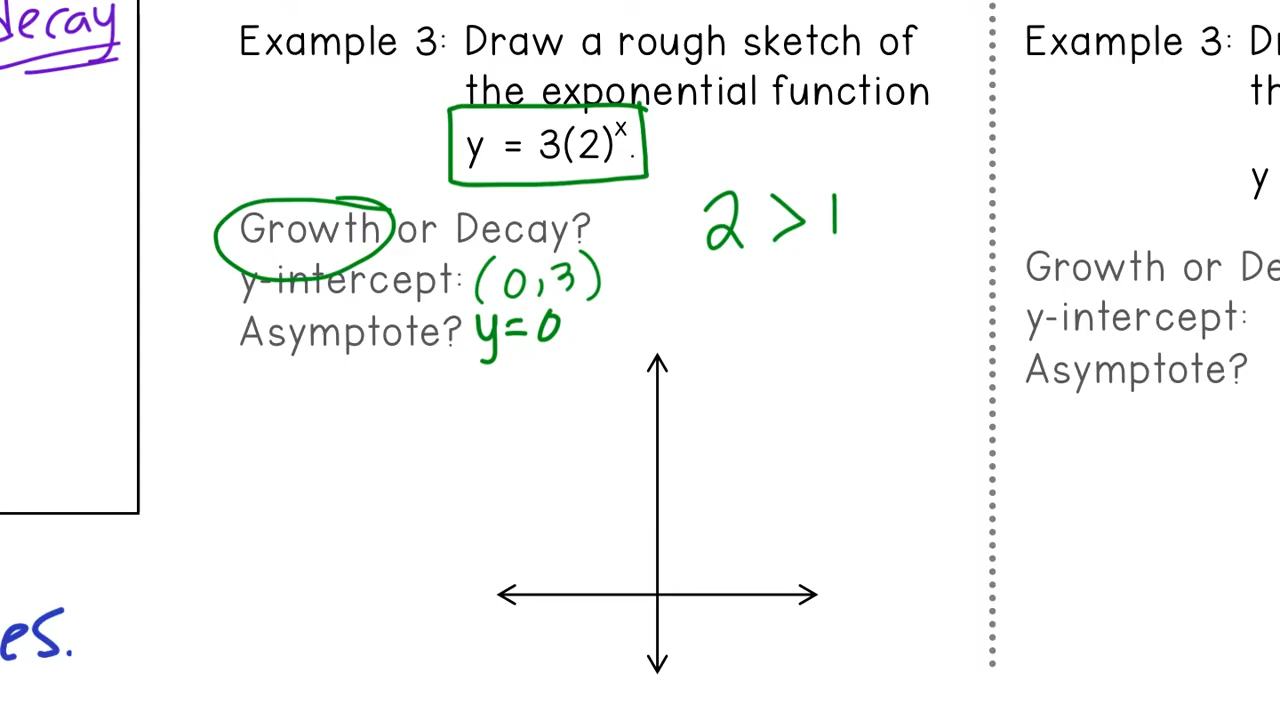 decay
Example 3: Draw a rough sketch of
the exponential function
y = 3(2)ˣ.
Growth or Decay?
2 > 1
y-intercept: (0,3)
Asymptote? y=0
es.
Example 3: D
th
y
Growth or De
y-intercept:
Asymptote?